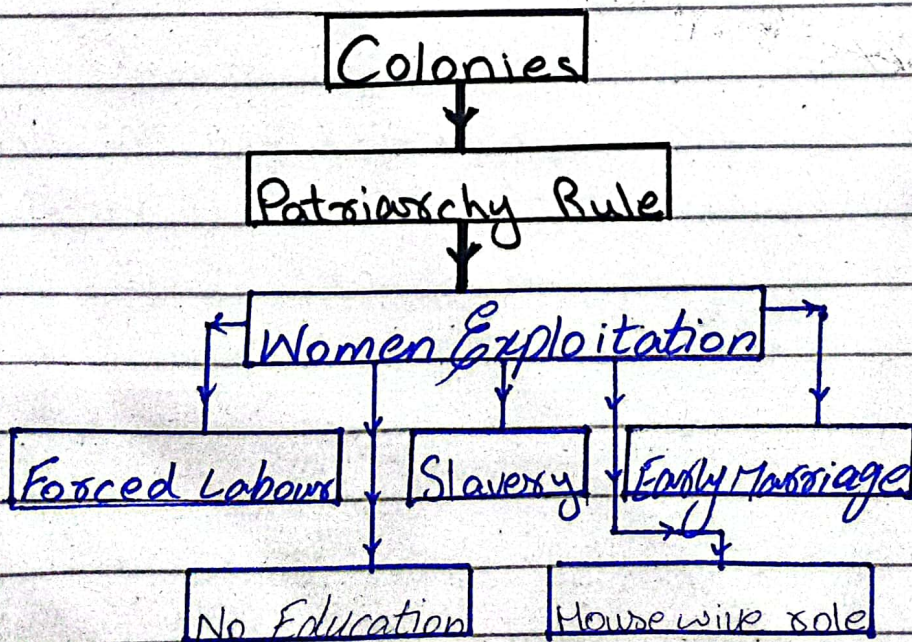 Colonies
Patriarchy Rule
Women Exploitation
Forced Labour
Slavery
Early Marriage
No Education
Housewife role